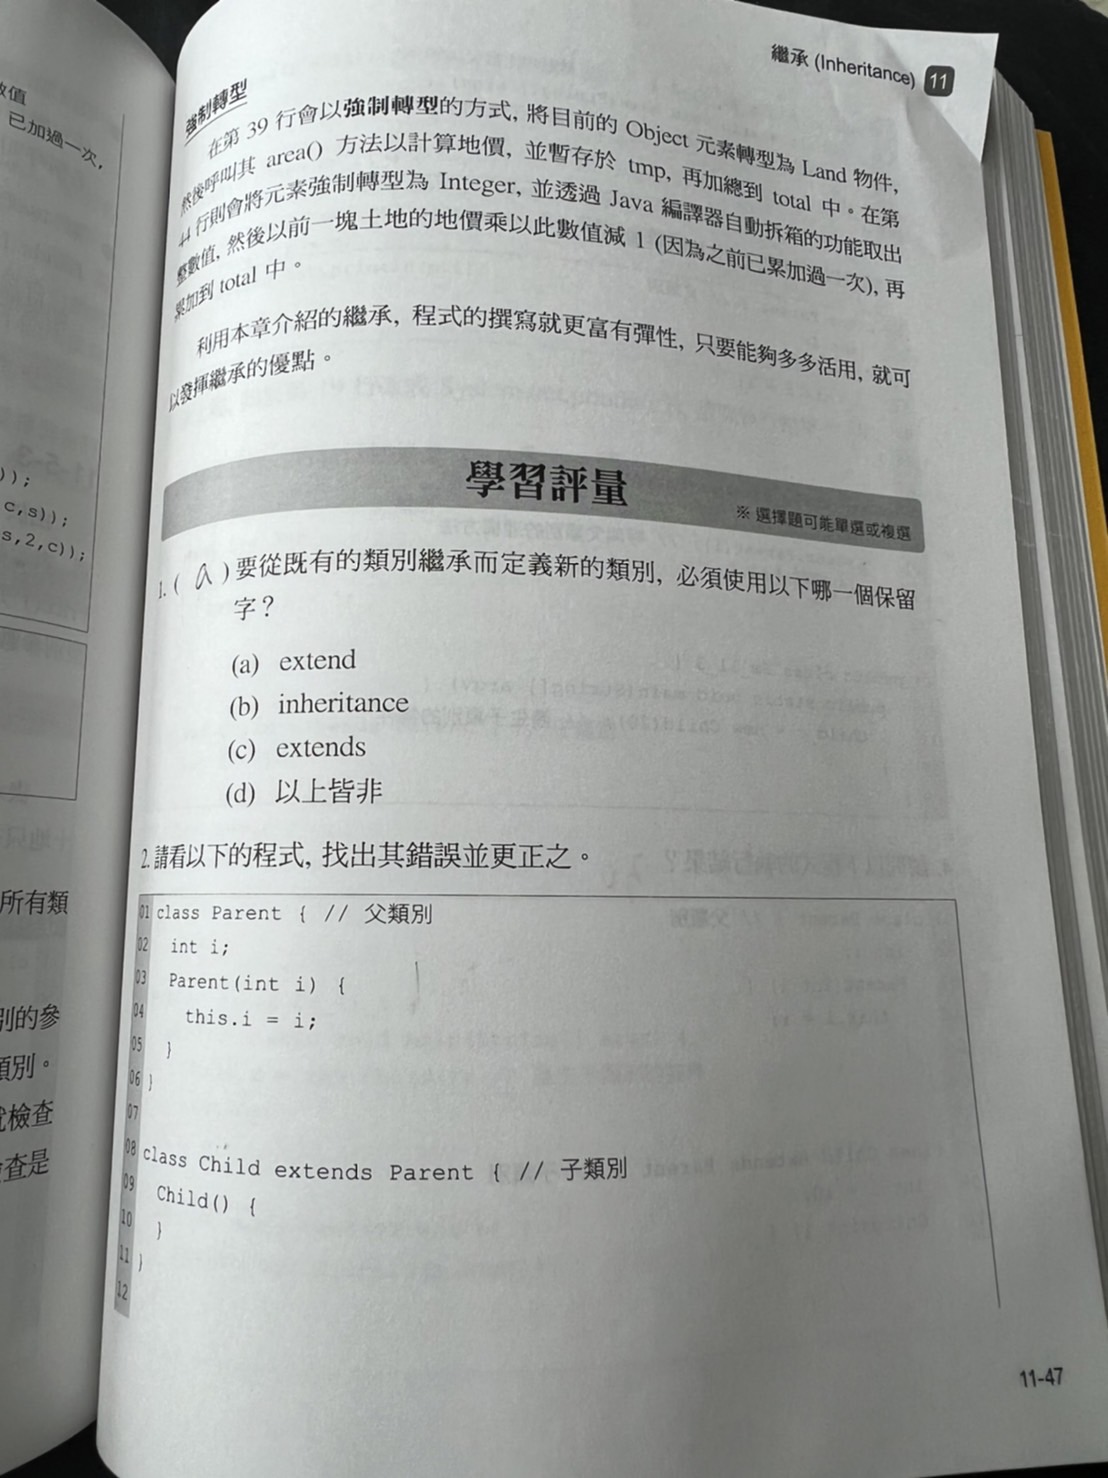 數值
已加過一次,
));
c,s));
s,2,c));
所有類
別的參
類別。
就檢查
查是
繼承 (Inheritance) 11
強制轉型
在第 39 行會以強制轉型的方式, 將目前的 Object 元素轉型為 Land 物件,
然後呼叫其 area() 方法以計算地價, 並暫存於 tmp, 再加總到 total 中。在第
44 行則會將元素強制轉型為 Integer, 並透過 Java 編譯器自動拆箱的功能取出
整數值, 然後以前一塊土地的地價乘以此數值減 1 (因為之前已累加過一次), 再
累加到 total 中。
利用本章介紹的繼承, 程式的撰寫就更富有彈性, 只要能夠多多活用, 就可
以發揮繼承的優點。
學習評量
※ 選擇題可能單選或複選
1. ( a ) 要從既有的類別繼承而定義新的類別, 必須使用以下哪一個保留
字?
(a) extend
(b) inheritance
(c) extends
(d) 以上皆非
2. 請看以下的程式, 找出其錯誤並更正之。
01 class Parent { // 父類別
02 int i;
03 Parent(int i) {
04 this.i = i;
05 }
06 }
07
08 class Child extends Parent { // 子類別
09 Child() {
10 }
11 }
12
11-47